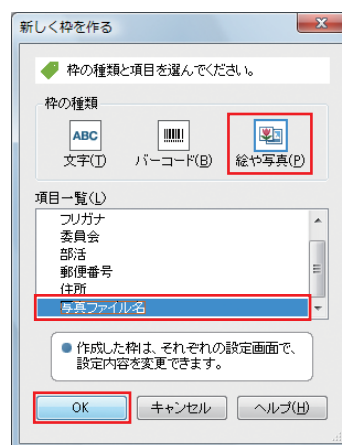 新しく枠を作る
枠の種類と項目を選んでください。
枠の種類
ABC
文字(T) バーコード(B) 絵や写真(P)
項目一覧(L)
フリガナ
委員会
部活
郵便番号
住所
写真ファイル名
作成した枠は、それぞれの設定画面で、
設定内容を変更できます。
OK キャンセル ヘルプ(H)